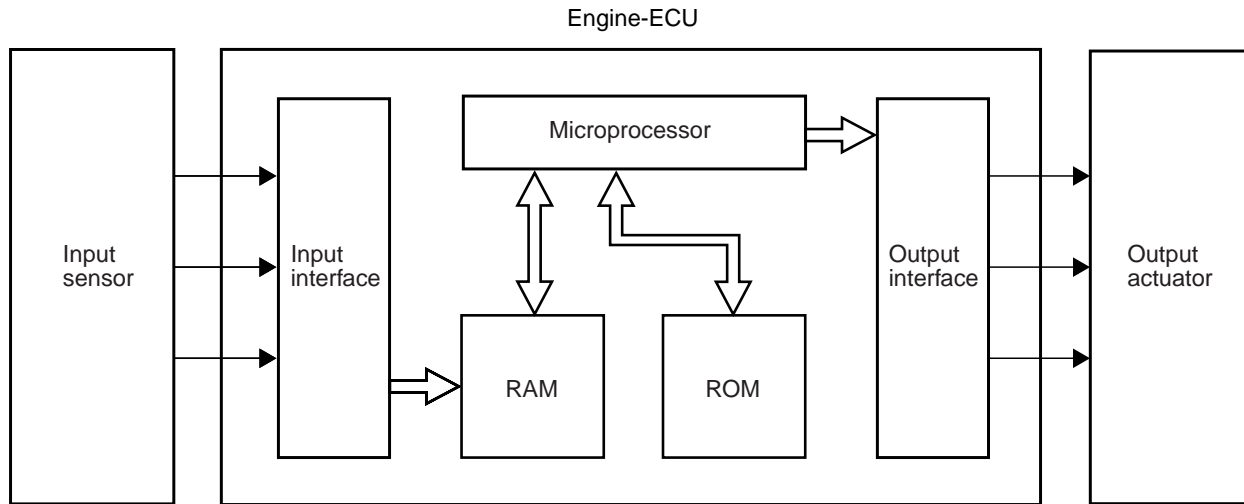 Engine-ECU
Input
sensor
Input
interface
Microprocessor
RAM
ROM
Output
interface
Output
actuator